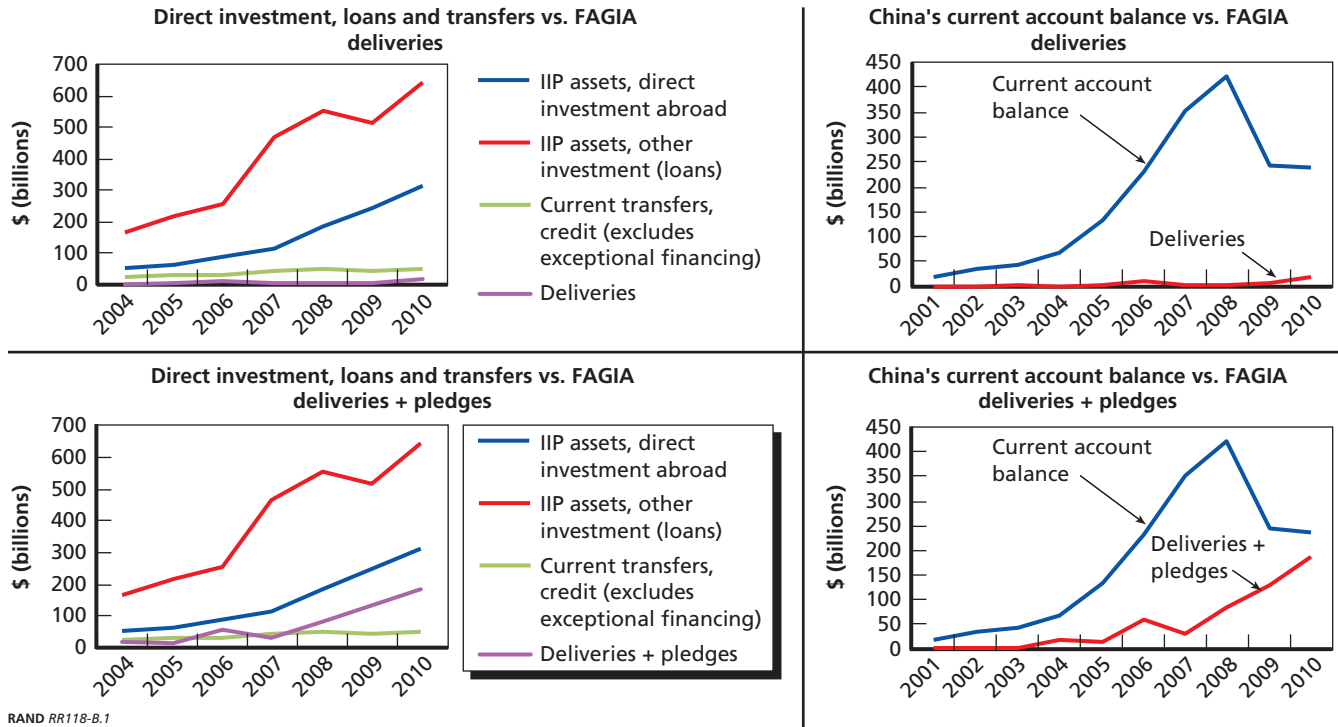 Direct investment, loans and transfers vs. FAGIA
deliveries
$ (billions)
700
600
500
400
300
200
100
0
2004
2005
2006
2007
2008
2009
2010
IIP assets, direct
investment abroad
IIP assets, other
investment (loans)
Current transfers,
credit (excludes
exceptional financing)
Deliveries
China's current account balance vs. FAGIA
deliveries
$ (billions)
450
400
350
300
250
200
150
100
50
0
Current account
balance
Deliveries
2001
2002
2003
2004
2005
2006
2007
2008
2009
2010
Direct investment, loans and transfers vs. FAGIA
deliveries + pledges
$ (billions)
700
600
500
400
300
200
100
0
2004
2005
2006
2007
2008
2009
2010
IIP assets, direct
investment abroad
IIP assets, other
investment (loans)
Current transfers,
credit (excludes
exceptional financing)
Deliveries + pledges
China's current account balance vs. FAGIA
deliveries + pledges
$ (billions)
450
400
350
300
250
200
150
100
50
0
Current account
balance
Deliveries +
pledges
2001
2002
2003
2004
2005
2006
2007
2008
2009
2010
RAND RR118-B.1